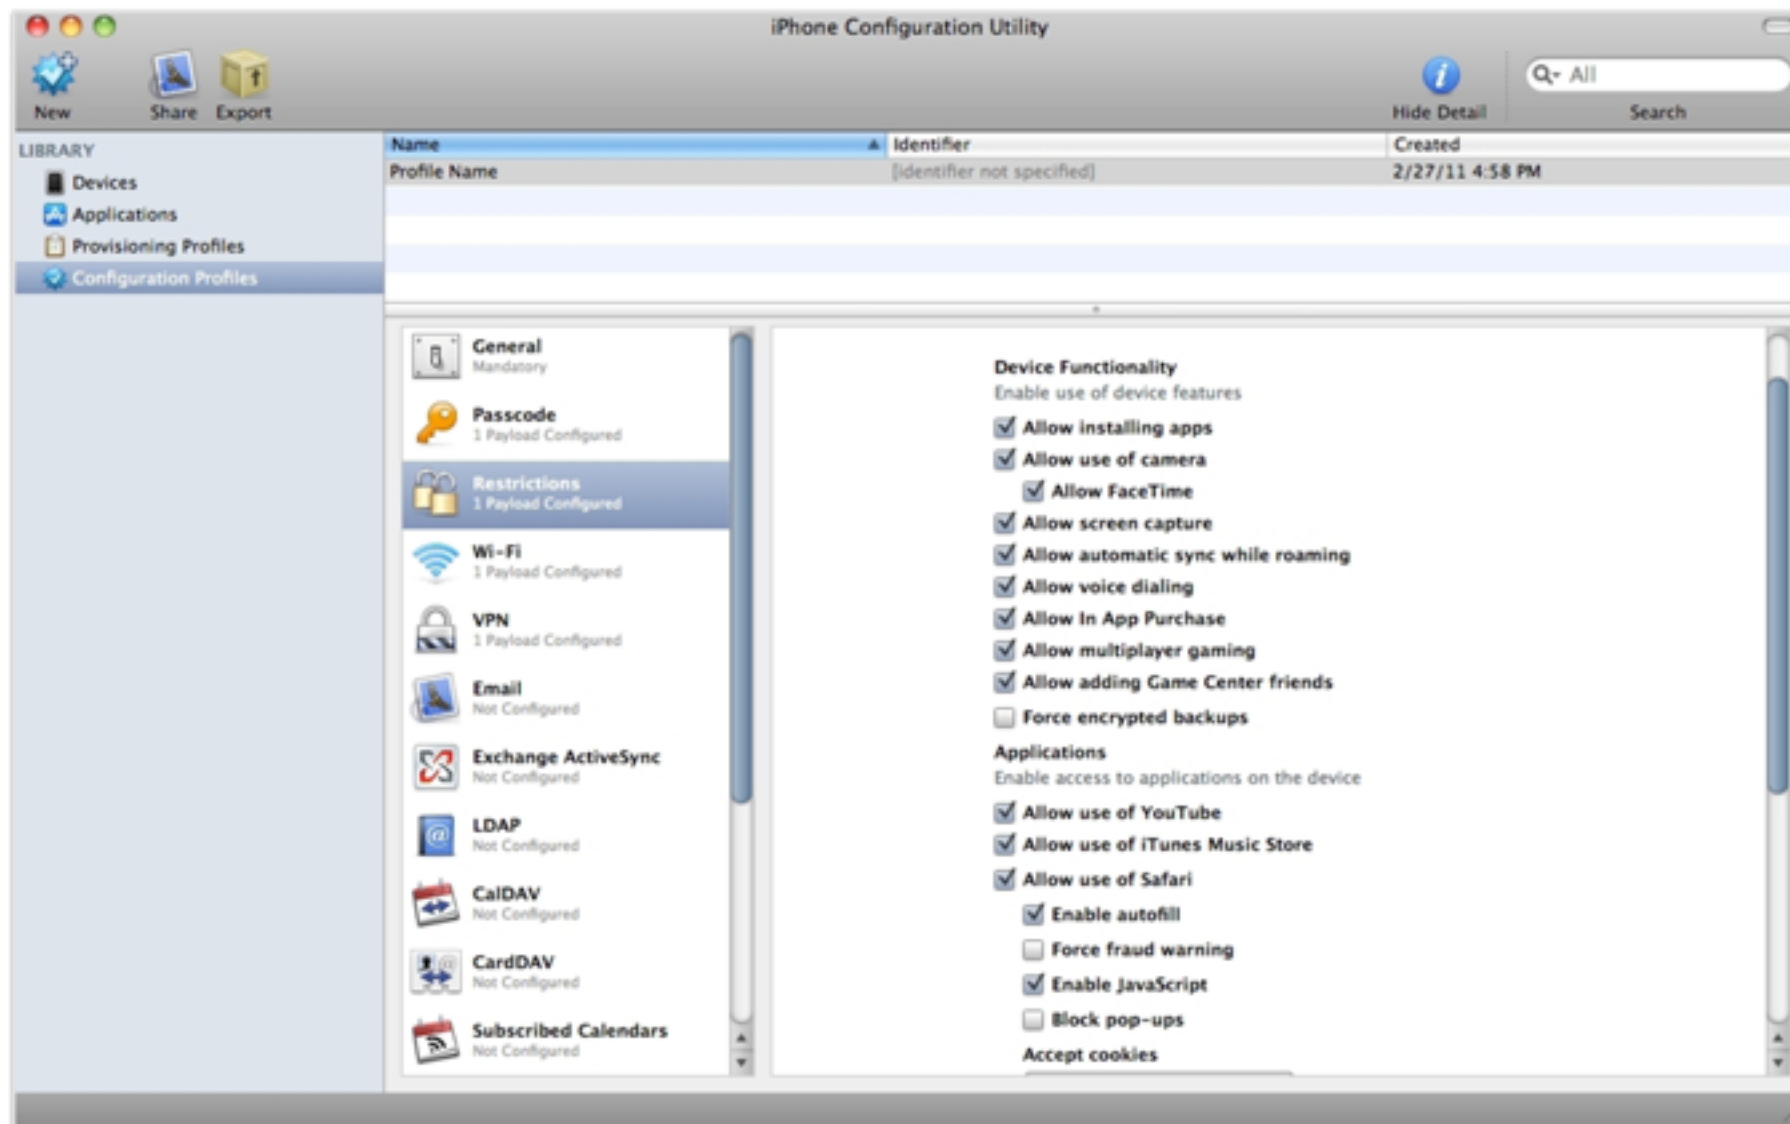 iPhone Configuration Utility
New
Share
Export
Hide Detail
All
Search
LIBRARY
Devices
Applications
Provisioning Profiles
Configuration Profiles
Name Identifier Created
Profile Name [identifier not specified] 2/27/11 4:58 PM
General
Mandatory
Passcode
1 Payload Configured
Restrictions
1 Payload Configured
Wi-Fi
1 Payload Configured
VPN
1 Payload Configured
Email
Not Configured
Exchange ActiveSync
Not Configured
LDAP
Not Configured
CalDAV
Not Configured
CardDAV
Not Configured
Subscribed Calendars
Not Configured
Device Functionality
Enable use of device features
Allow installing apps
Allow use of camera
Allow FaceTime
Allow screen capture
Allow automatic sync while roaming
Allow voice dialing
Allow In App Purchase
Allow multiplayer gaming
Allow adding Game Center friends
Force encrypted backups
Applications
Enable access to applications on the device
Allow use of YouTube
Allow use of iTunes Music Store
Allow use of Safari
Enable autofill
Force fraud warning
Enable JavaScript
Block pop-ups
Accept cookies